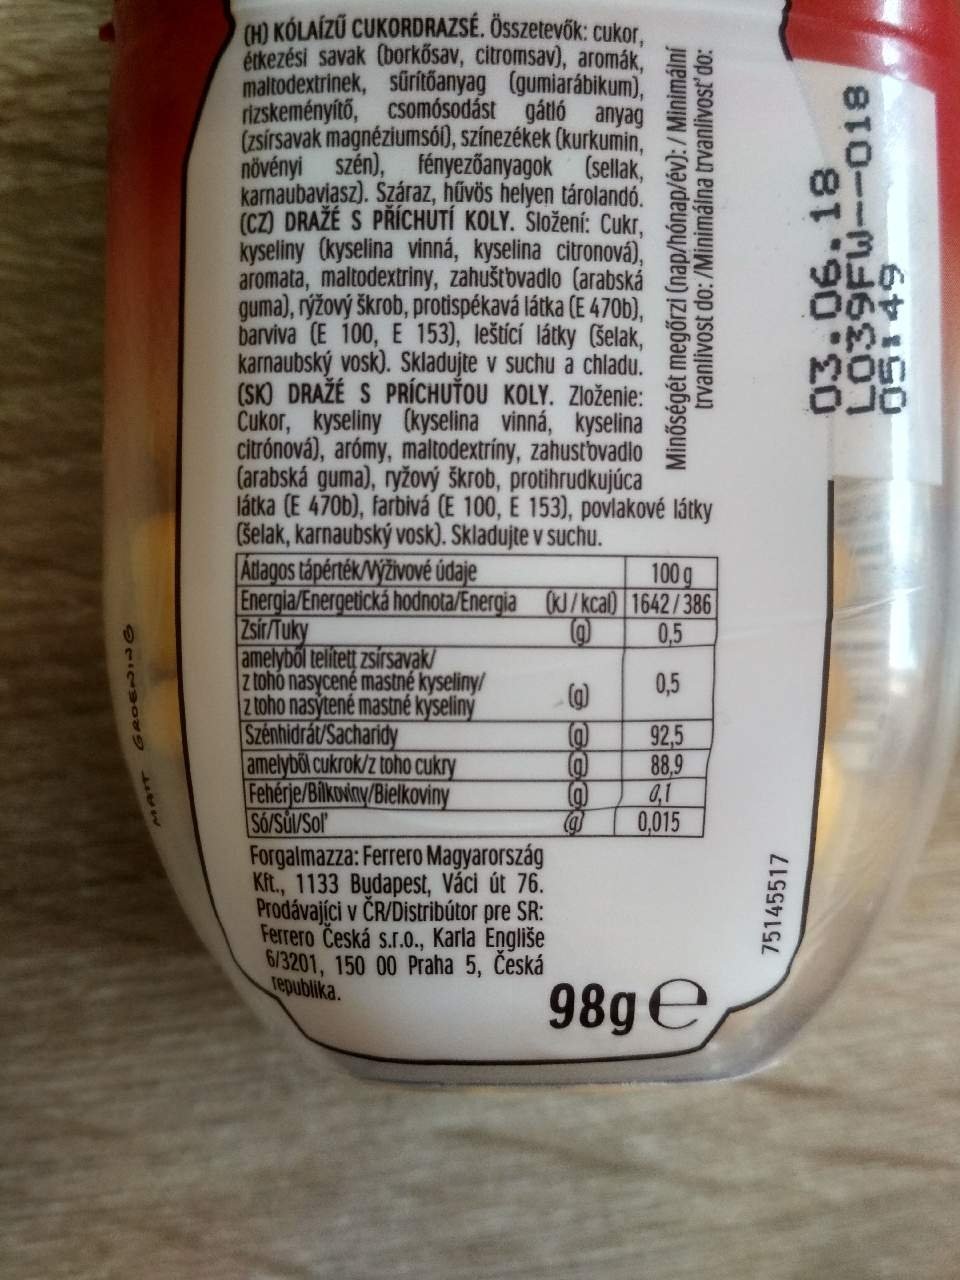 (H) KÓLAÍZŰ CUKORDRAZSÉ. Összetevők: cukor,
étkezési savak (borkősav, citromsav), aromák,
maltodextrinek, sűrítőanyag (gumiarábikum),
rizskeményítő, csomósodást gátló anyag
(zsírsavak magnéziumsói), színezékek (kurkumin,
növényi szén), fényezőanyagok (sellak,
karnaubaviasz). Száraz, hűvös helyen tárolandó.
(CZ) DRAŽÉ S PŘÍCHUTÍ KOLY. Složení: Cukr,
kyseliny (kyselina vinná, kyselina citronová),
aromata, maltodextriny, zahušťovadlo (arabská
guma), rýžový škrob, protispékavá látka (E 470b),
barviva (E 100, E 153), leštící látky (šelak,
karnaubský vosk). Skladujte v suchu a chladu.
(SK) DRAŽÉ S PRÍCHUŤOU KOLY. Zloženie:
Cukor, kyseliny (kyselina vinná, kyselina
citrónová), arómy, maltodextríny, zahusťovadlo
(arabská guma), ryžový škrob, protihrudkujúca
látka (E 470b), farbivá (E 100, E 153), povlakové látky
(šelak, karnaubský vosk). Skladujte v suchu.
Minőségét megőrzi (nap/hónap/év): / Minimální
trvanlivost do: /Minimálna trvanlivosť do:
03.06.18
L039FW--018
05:49
Átlagos tápérték/Výživové údaje 100 g
Energia/Energetická hodnota/Energia (kJ / kcal) 1642 / 386
Zsír/Tuky (g) 0,5
amelyből telített zsírsavak/
z toho nasycené mastné kyseliny/
z toho nasýtené mastné kyseliny (g) 0,5
Szénhidrát/Sacharidy (g) 92,5
amelyből cukrok/z toho cukry (g) 88,9
Fehérje/Bílkoviny/Bielkoviny (g) 0,1
Só/Sůl/Soľ (g) 0,015
Forgalmazza: Ferrero Magyarország
Kft., 1133 Budapest, Váci út 76.
Prodávající v ČR/Distribútor pre SR:
Ferrero Česká s.r.o., Karla Engliše
6/3201, 150 00 Praha 5, Česká
republika.
98g e
75145517
MATT GROENING